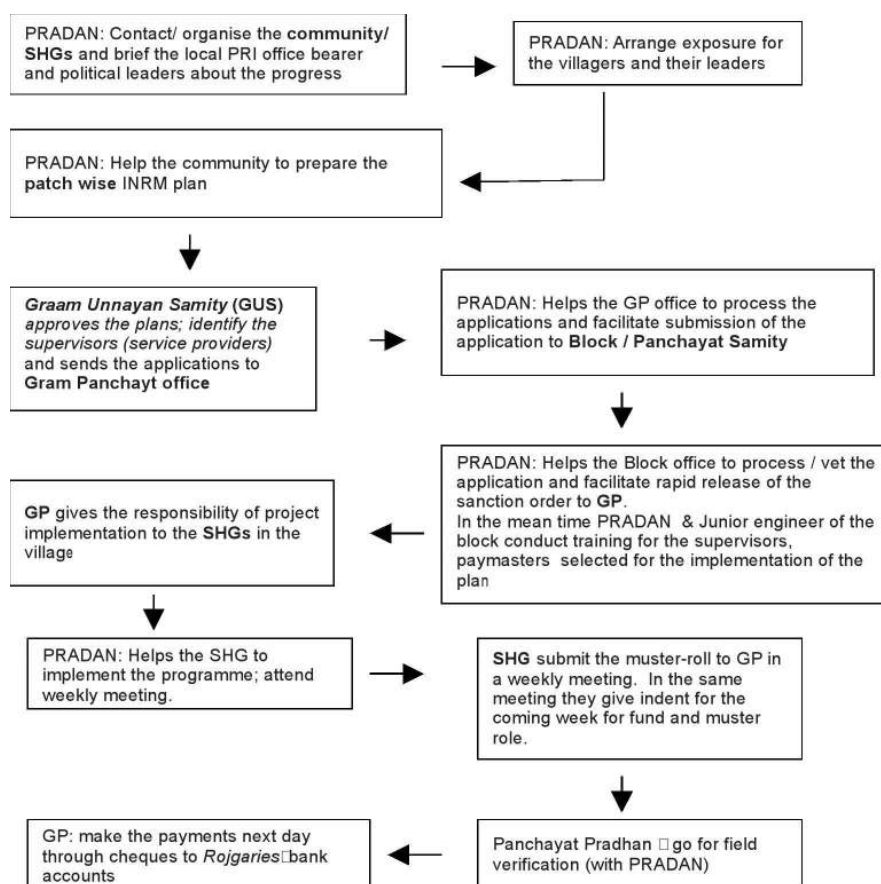 PRADAN: Contact/ organise the community/
SHGs and brief the local PRI office bearer
and political leaders about the progress
PRADAN: Arrange exposure for
the villagers and their leaders
PRADAN: Help the community to prepare the
patch wise INRM plan
Graam Unnayan Samity (GUS)
approves the plans; identify the
supervisors (service providers)
and sends the applications to
Gram Panchayt office
PRADAN: Helps the GP office to process the
applications and facilitate submission of the
application to Block / Panchayat Samity
PRADAN: Helps the Block office to process / vet the
application and facilitate rapid release of the
sanction order to GP.
In the mean time PRADAN & Junior engineer of the
block conduct training for the supervisors,
paymasters selected for the implementation of the
plan
GP gives the responsibility of project
implementation to the SHGs in the
village
PRADAN: Helps the SHG to
implement the programme; attend
weekly meeting.
SHG submit the muster-roll to GP in
a weekly meeting. In the same
meeting they give indent for the
coming week for fund and muster
role.
Panchayat Pradhan □ go for field
verification (with PRADAN)
GP: make the payments next day
through cheques to Rojgaries□bank
accounts